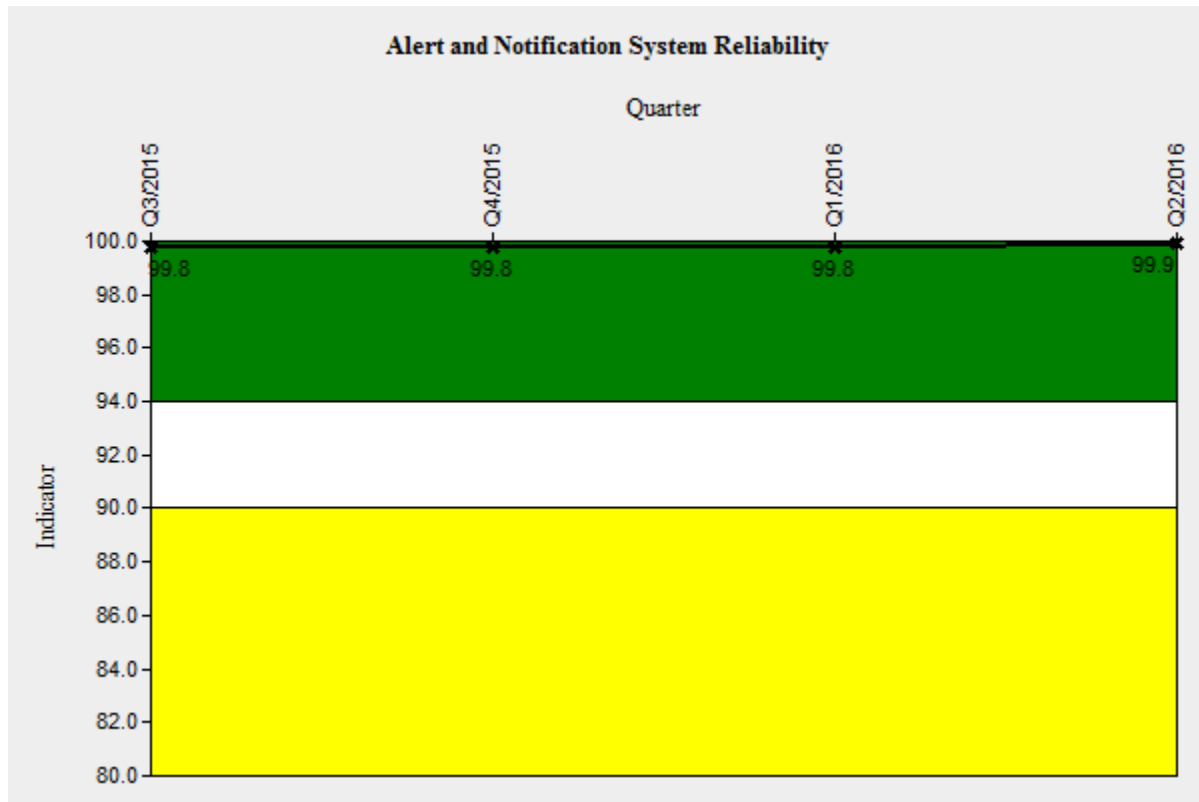 Alert and Notification System Reliability
Quarter
Q3/2015
Q4/2015
Q1/2016
Q2/2016
100.0
99.8
99.8
99.8
99.9
98.0
96.0
94.0
92.0
Indicator
90.0
88.0
86.0
84.0
82.0
80.0